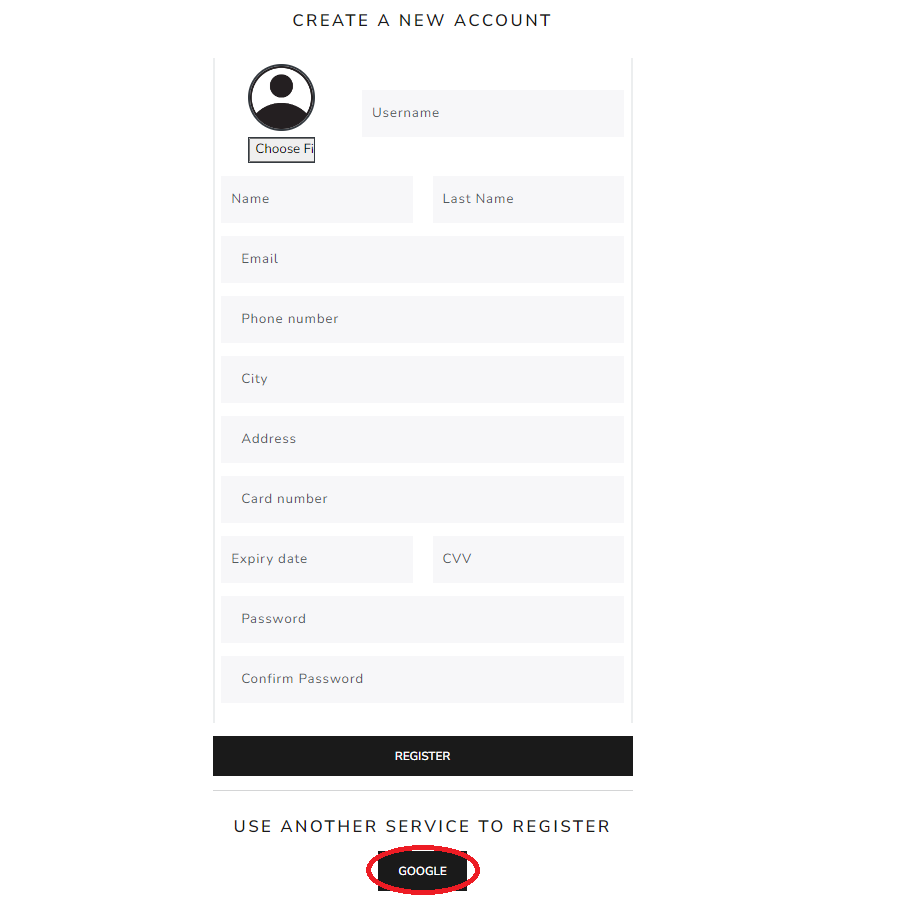 CREATE A NEW ACCOUNT
Username
Choose Fi
Name
Last Name
Email
Phone number
City
Address
Card number
Expiry date
CVV
Password
Confirm Password
REGISTER
USE ANOTHER SERVICE TO REGISTER
GOOGLE